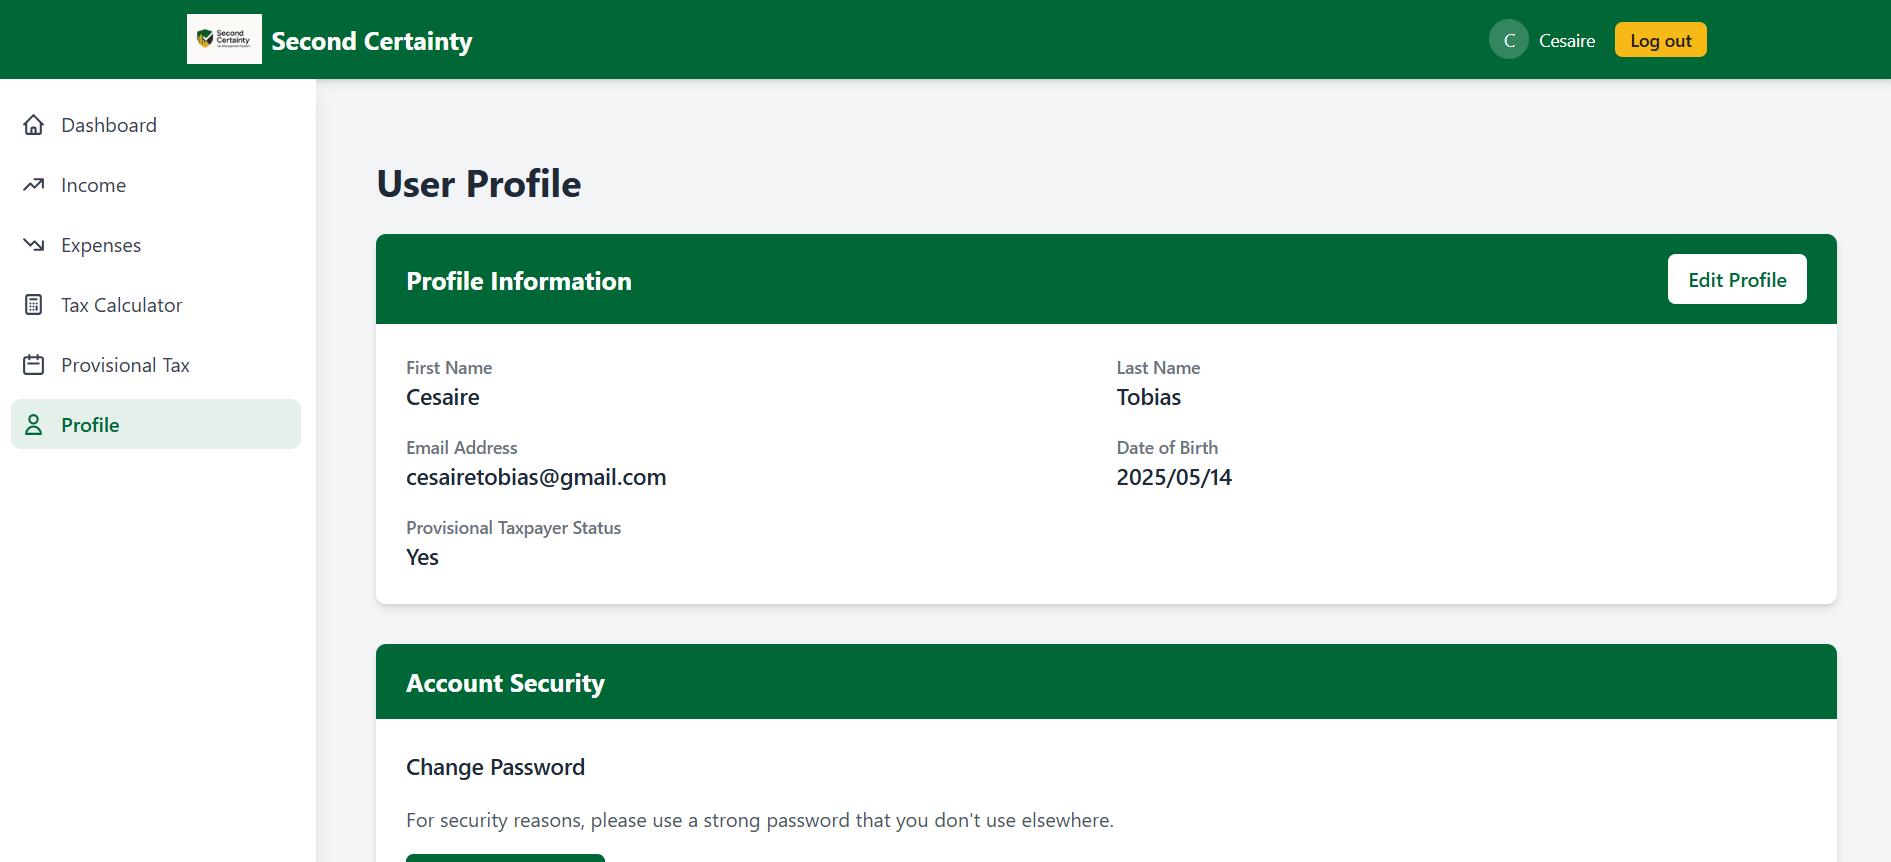 Second
Certainty
Tax Management System
Second Certainty
C
Cesaire
Log out
Dashboard
Income
Expenses
Tax Calculator
Provisional Tax
Profile
User Profile
Profile Information
Edit Profile
First Name
Cesaire
Last Name
Tobias
Email Address
cesairetobias@gmail.com
Date of Birth
2025/05/14
Provisional Taxpayer Status
Yes
Account Security
Change Password
For security reasons, please use a strong password that you don't use elsewhere.